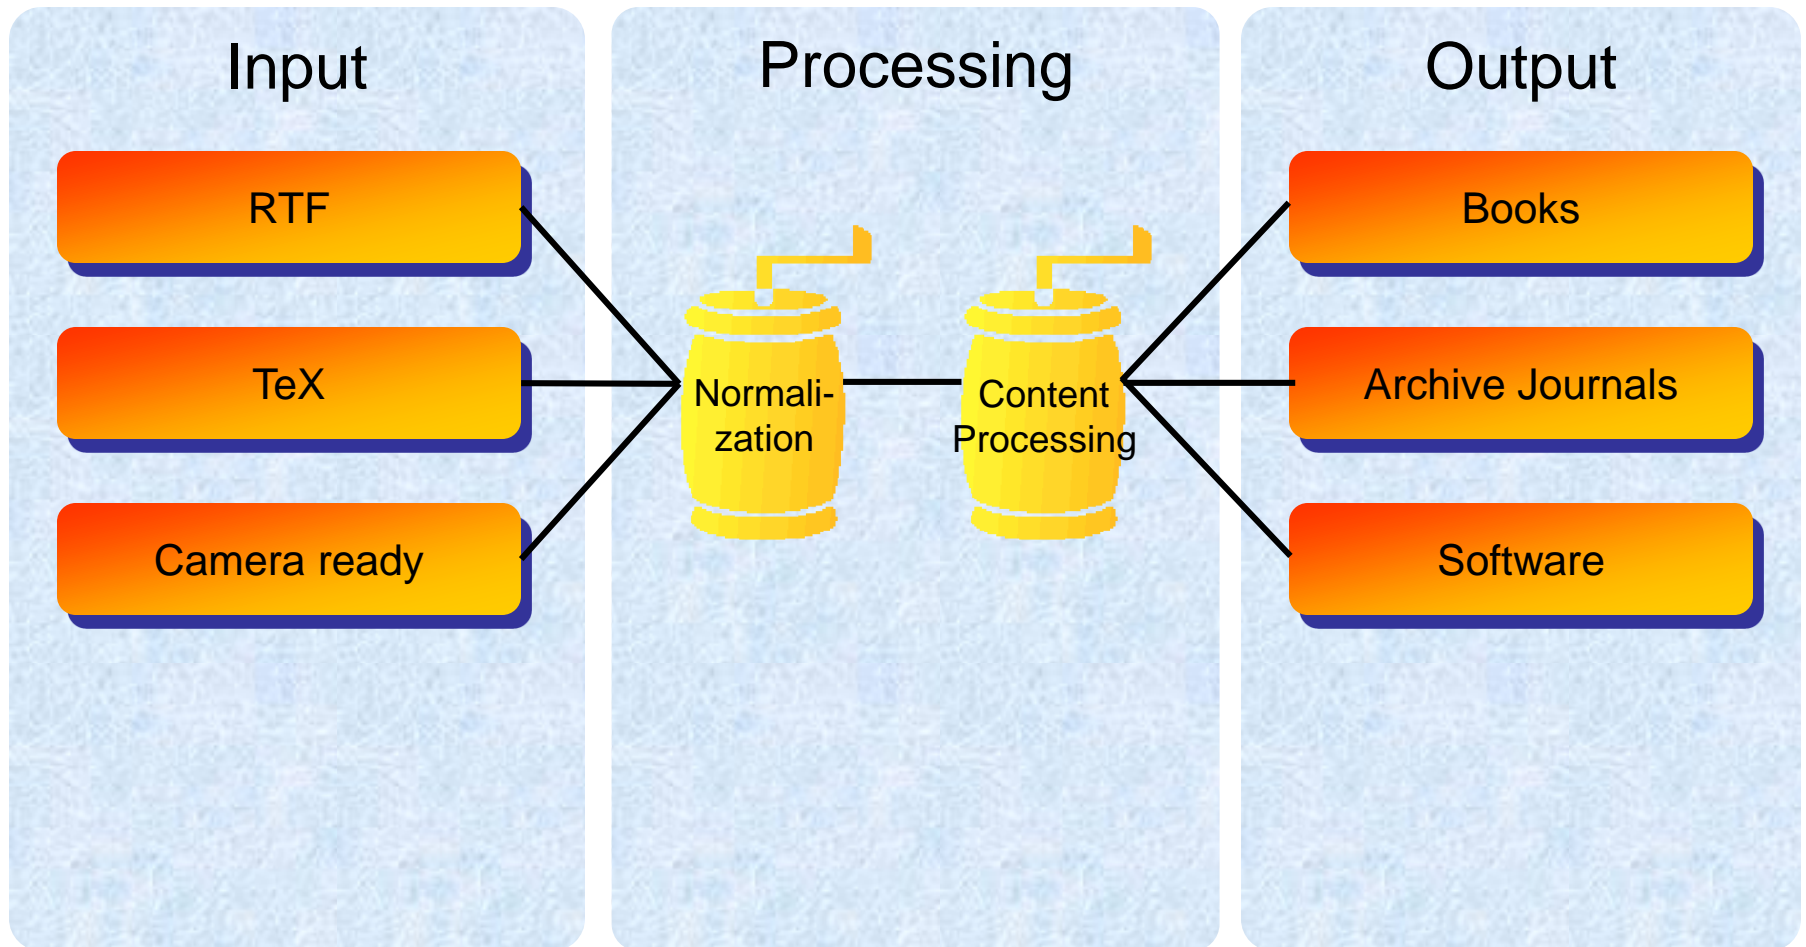 Input
RTF
TeX
Camera ready
Processing
Normali-
zation
Content
Processing
Output
Books
Archive Journals
Software